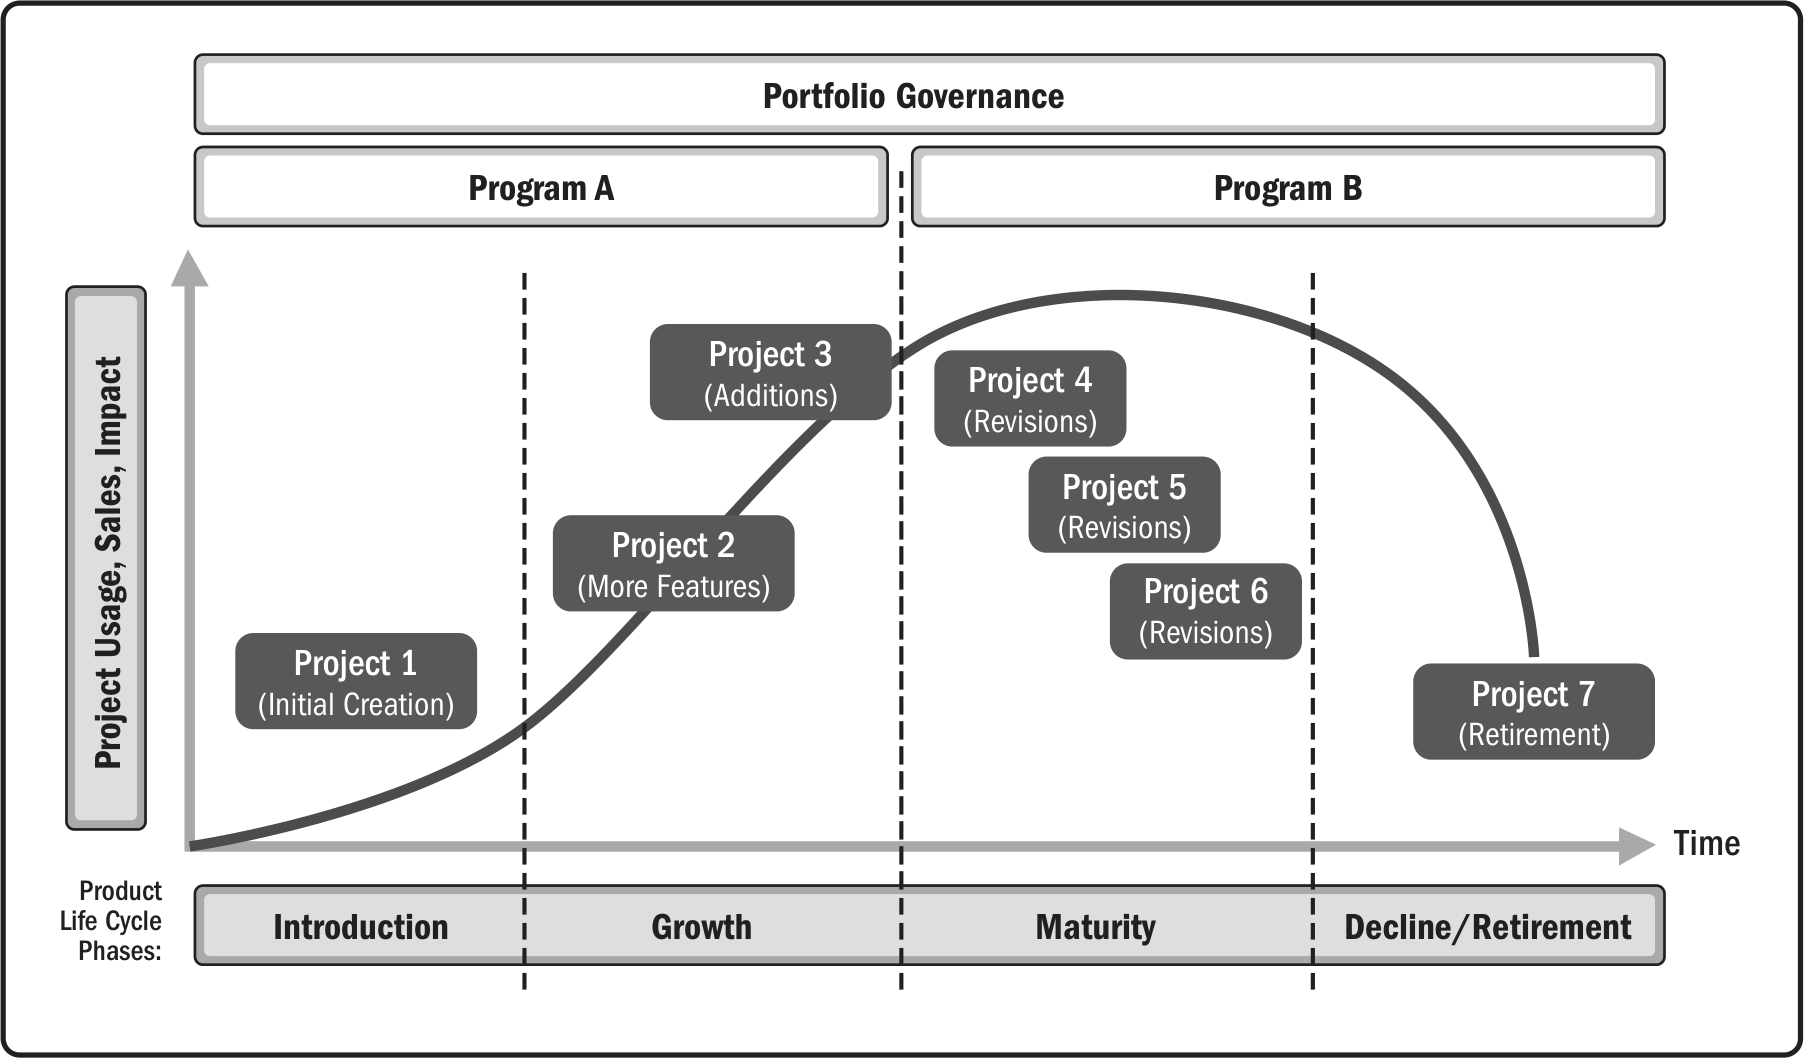 Portfolio Governance
Program A
Program B
Project Usage, Sales, Impact
Project 3
(Additions)
Project 4
(Revisions)
Project 5
(Revisions)
Project 2
(More Features)
Project 6
(Revisions)
Project 1
(Initial Creation)
Project 7
(Retirement)
Time
Product
Life Cycle
Phases:
Introduction
Growth
Maturity
Decline/Retirement